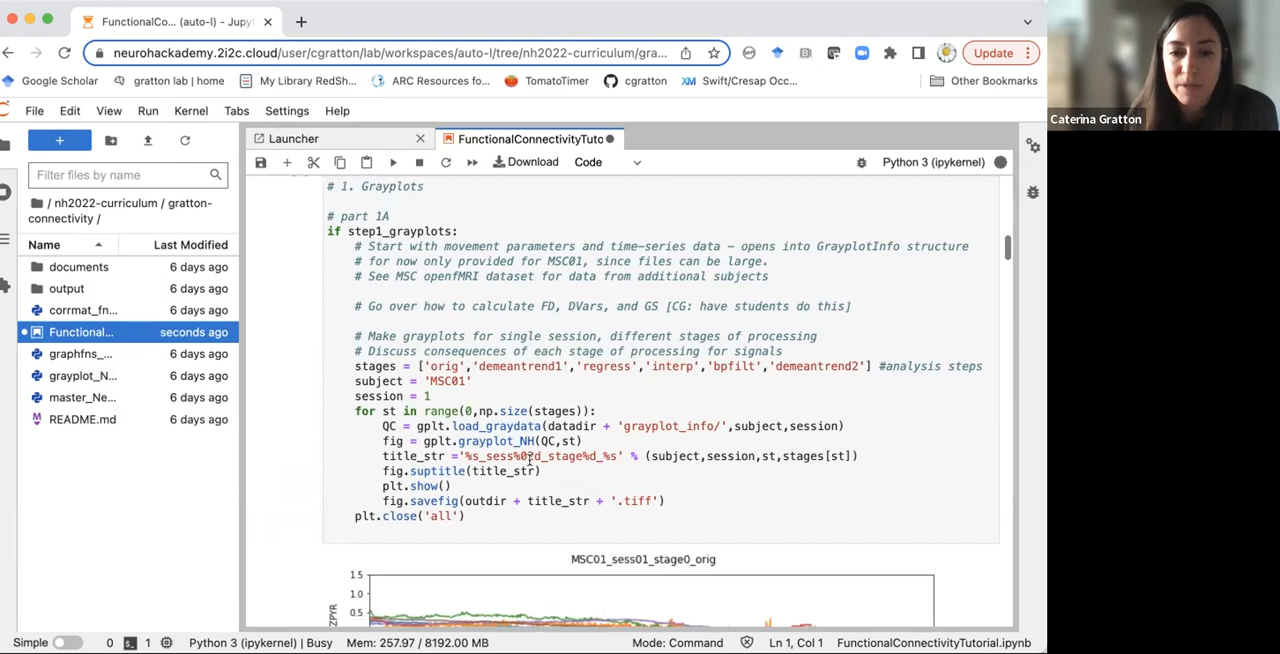 FunctionalCo... (auto-l) - Jupyt
neurohackademy.2i2c.cloud/user/cgratton/lab/workspaces/auto-l/tree/nh2022-curriculum/gra...
Update
Google Scholar
gratton lab | home
My Library RedSh...
ARC Resources fo...
TomatoTimer
cgratton
XM Swift/Cresap Occ...
Other Bookmarks
Caterina Gratton
File Edit View Run Kernel Tabs Settings Help
Launcher
FunctionalConnectivityTuto
Download
Code
Python 3 (ipykernel)
Filter files by name
/ nh2022-curriculum / gratton-
connectivity /
Name
Last Modified
documents 6 days ago
output 6 days ago
corrmat_fn... 6 days ago
Functional... seconds ago
graphfns_... 6 days ago
grayplot_N... 6 days ago
master_Ne... 6 days ago
README.md 6 days ago
# 1. Grayplots
# part 1A
if step1_grayplots:
# Start with movement parameters and time-series data - opens into GrayplotInfo structure
# for now only provided for MSC01, since files can be large.
# See MSC openfMRI dataset for data from additional subjects
# Go over how to calculate FD, DVars, and GS [CG: have students do this]
# Make grayplots for single session, different stages of processing
# Discuss consequences of each stage of processing for signals
stages = ['orig','demeantrend1','regress','interp','bpfilt','demeantrend2'] #analysis steps
subject = 'MSC01'
session = 1
for st in range(0,np.size(stages)):
QC = gplt.load_graydata(datadir + 'grayplot_info/',subject,session)
fig = gplt.grayplot_NH(QC,st)
title_str ='%s_sess%02d_stage%d_%s' % (subject,session,st,stages[st])
fig.suptitle(title_str)
plt.show()
fig.savefig(outdir + title_str + '.tiff')
plt.close('all')
MSC01_sess01_stage0_orig
1.5
1.0
0.5
ZPYR
Simple
0
1
Python 3 (ipykernel) | Busy
Mem: 257.97 / 8192.00 MB
Mode: Command
Ln 1, Col 1
FunctionalConnectivityTutorial.ipynb